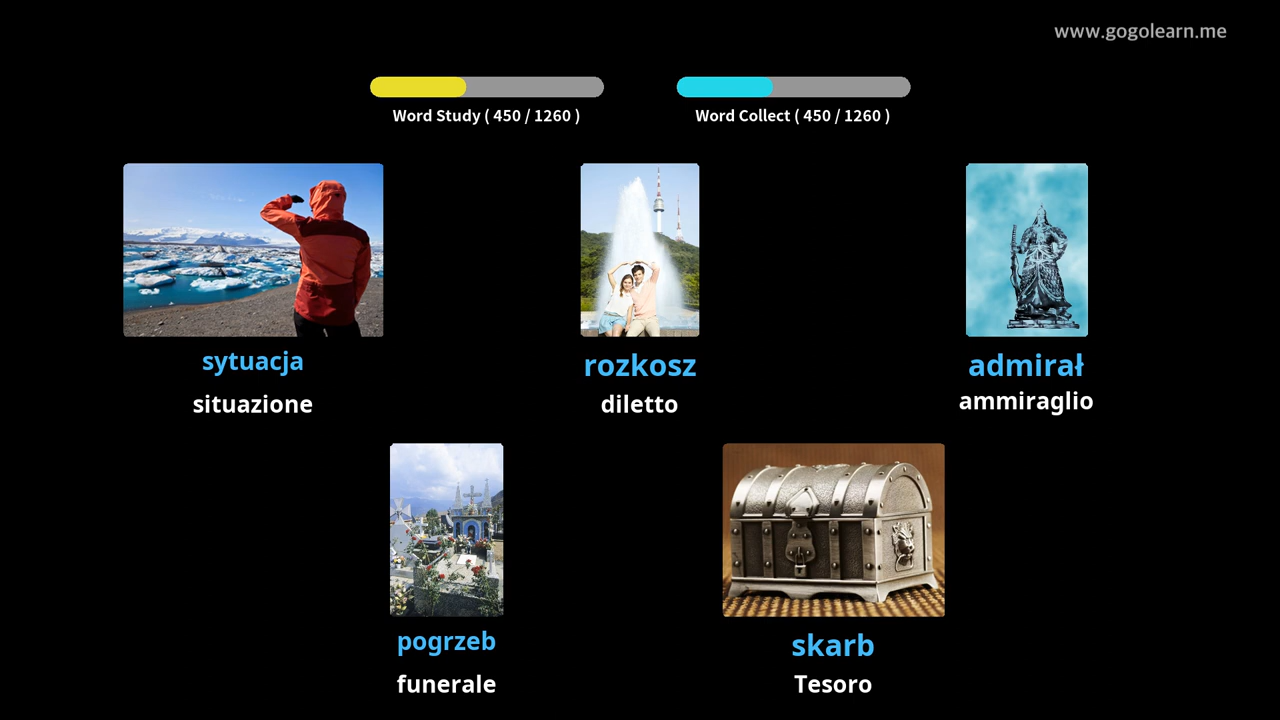 www.gogolearn.me
Word Study ( 450 / 1260 )
Word Collect ( 450 / 1260 )
sytuacja
situazione
rozkosz
diletto
admirał
ammiraglio
pogrzeb
funerale
skarb
Tesoro